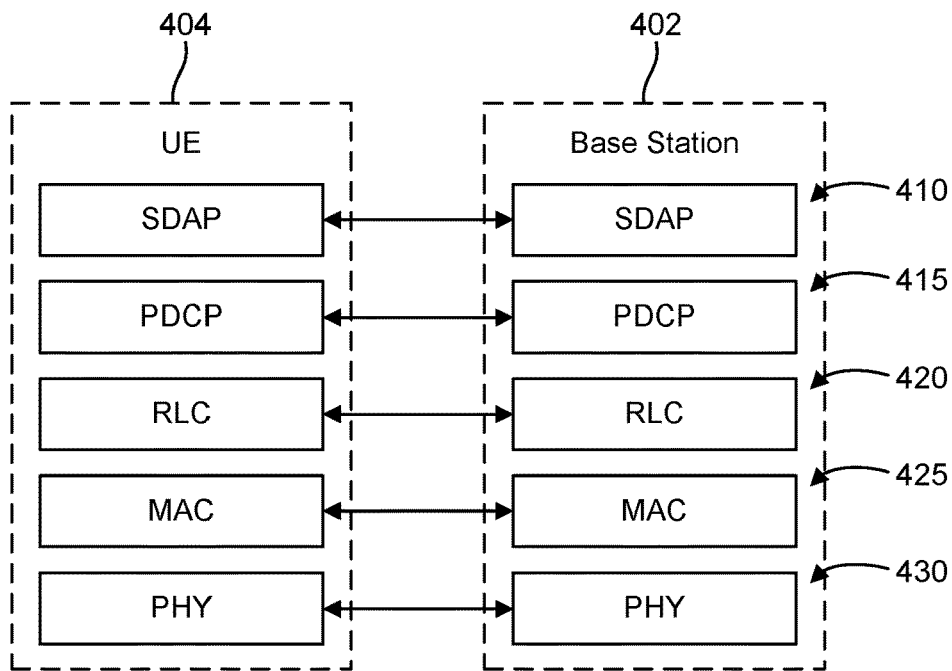 404 402
UE Base Station
SDAP SDAP 410
PDCP PDCP 415
RLC RLC 420
MAC MAC 425
PHY PHY 430